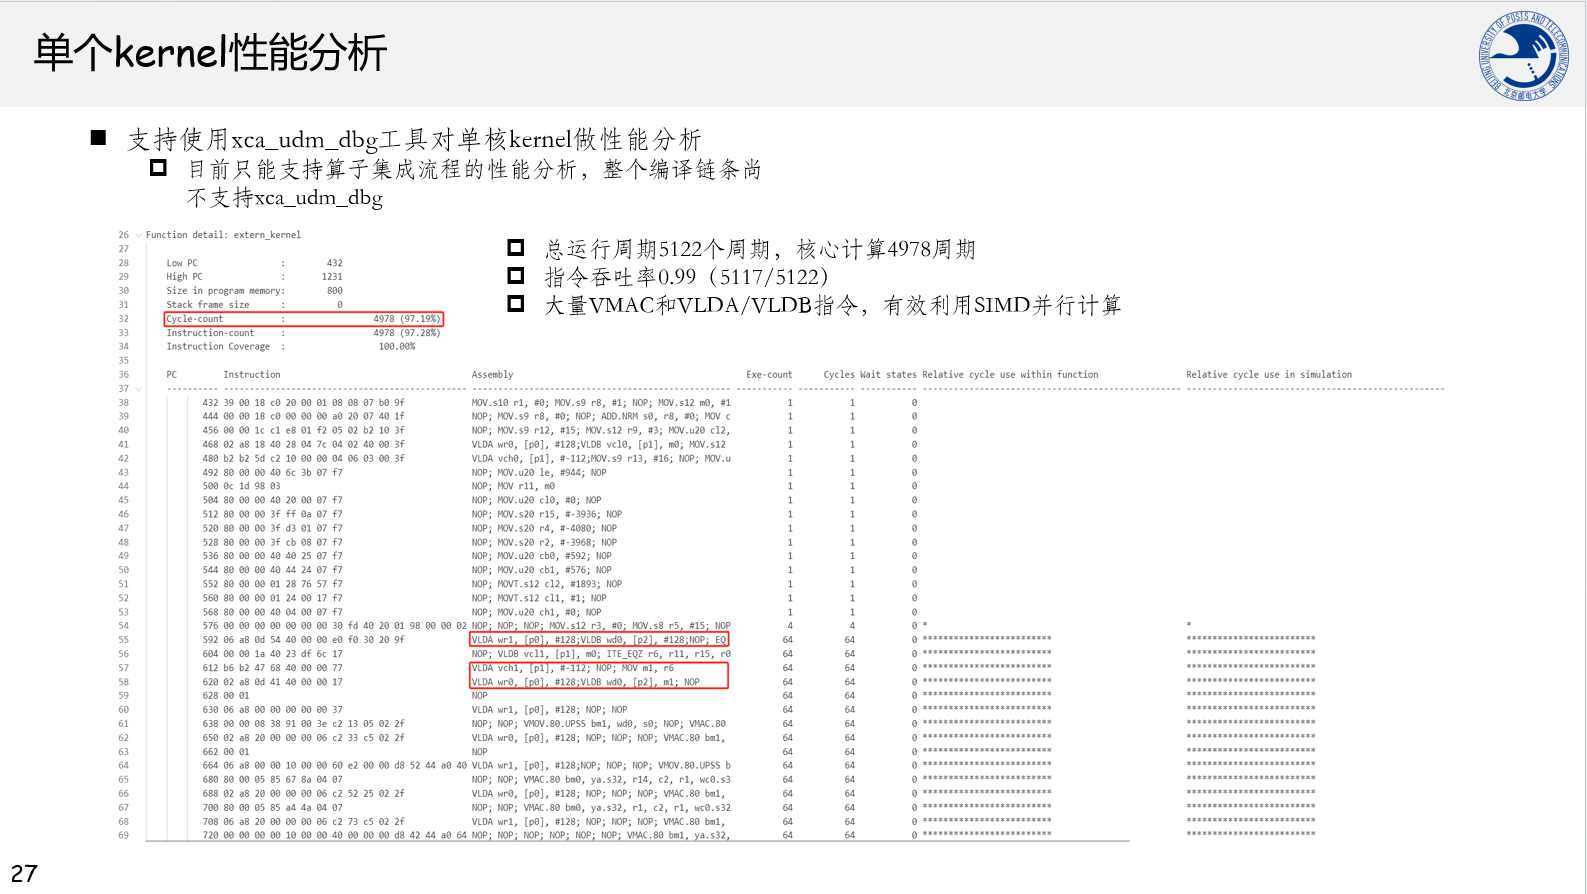 单个kernel性能分析
BEIJING UNIVERSITY OF POSTS AND TELECOMMUNICATIONS
北京邮电大学
支持使用xca_udm_dbg工具对单核kernel做性能分析
目前只能支持算子集成流程的性能分析，整个编译链条尚
不支持xca_udm_dbg
总运行周期5122个周期，核心计算4978周期
指令吞吐率0.99（5117/5122）
大量VMAC和VLDA/VLDB指令，有效利用SIMD并行计算
26 Function detail: extern_kernel
27
28 Low PC : 432
29 High PC : 1231
30 Size in program memory: 800
31 Stack frame size : 0
32 Cycle-count : 4978 (97.19%)
33 Instruction-count : 4978 (97.28%)
34 Instruction Coverage : 100.00%
35
36 PC Instruction Assembly Exe-count Cycles Wait states Relative cycle use within function Relative cycle use in simulation
37
38 432 39 00 18 c0 20 00 01 08 08 07 b0 9f MOV.s10 r1, #0; MOV.s9 r8, #1; NOP; MOV.s12 m0, #1 1 1 0
39 444 00 00 18 c0 00 00 00 a0 20 07 40 1f NOP; MOV.s9 r8, #0; NOP; ADD.NRM s0, r8, #0; MOV c 1 1 0
40 456 00 00 1c c1 e8 01 f2 05 02 b2 10 3f NOP; MOV.s9 r12, #15; MOV.s12 r9, #3; MOV.u20 cl2, 1 1 0
41 468 02 a8 18 40 28 04 7c 04 02 40 00 3f VLDA wr0, [p0], #128;VLDB vcl0, [p1], m0; MOV.s12 1 1 0
42 480 b2 b2 5d c2 10 00 00 04 06 03 00 3f VLDA vch0, [p1], #-112;MOV.s9 r13, #16; NOP; MOV.u 1 1 0
43 492 80 00 00 40 6c 3b 07 f7 NOP; MOV.u20 le, #944; NOP 1 1 0
44 500 0c 1d 98 03 NOP; MOV r11, m0 1 1 0
45 504 80 00 00 40 20 00 07 f7 NOP; MOV.u20 cl0, #0; NOP 1 1 0
46 512 80 00 00 3f ff 0a 07 f7 NOP; MOV.s20 r15, #-3936; NOP 1 1 0
47 520 80 00 00 3f d3 01 07 f7 NOP; MOV.s20 r4, #-4080; NOP 1 1 0
48 528 80 00 00 3f cb 08 07 f7 NOP; MOV.s20 r2, #-3968; NOP 1 1 0
49 536 80 00 00 40 40 25 07 f7 NOP; MOV.u20 cb0, #592; NOP 1 1 0
50 544 80 00 00 40 44 24 07 f7 NOP; MOV.u20 cb1, #576; NOP 1 1 0
51 552 80 00 00 01 28 76 57 f7 NOP; MOVT.s12 cl2, #1893; NOP 1 1 0
52 560 80 00 00 01 24 00 17 f7 NOP; MOVT.s12 cl1, #1; NOP 1 1 0
53 568 80 00 00 40 04 00 07 f7 NOP; MOV.u20 ch1, #0; NOP 1 1 0
54 576 00 00 00 00 00 00 30 fd 40 20 01 98 00 00 02 NOP; NOP; NOP; MOV.s12 r3, #0; MOV.s8 r5, #15; NOP 4 4 0 * *
55 592 06 a8 0d 54 40 00 00 e0 f0 30 20 9f VLDA wr1, [p0], #128;VLDB wd0, [p2], #128;NOP; EQ 64 64 0 ************************* *************************
56 604 00 00 1a 40 23 df 6c 17 NOP; VLDB vcl1, [p1], m0; ITE_EQZ r6, r11, r15, r0 64 64 0 ************************* *************************
57 612 b6 b2 47 68 40 00 00 77 VLDA vch1, [p1], #-112; NOP; MOV m1, r6 64 64 0 ************************* *************************
58 620 02 a8 0d 41 40 00 00 17 VLDA wr0, [p0], #128;VLDB wd0, [p2], m1; NOP 64 64 0 ************************* *************************
59 628 00 01 NOP 64 64 0 ************************* *************************
60 630 06 a8 00 00 00 00 00 37 VLDA wr1, [p0], #128; NOP; NOP 64 64 0 ************************* *************************
61 638 00 00 08 38 91 00 3e c2 13 05 02 2f NOP; NOP; VMOV.80.UPSS bm1, wd0, s0; NOP; VMAC.80 64 64 0 ************************* *************************
62 650 02 a8 20 00 00 00 06 c2 33 c5 02 2f VLDA wr0, [p0], #128; NOP; NOP; NOP; VMAC.80 bm1, 64 64 0 ************************* *************************
63 662 00 01 NOP 64 64 0 ************************* *************************
64 664 06 a8 00 00 10 00 00 60 e2 00 00 d8 52 44 a0 40 VLDA wr1, [p0], #128;NOP; NOP; NOP; VMOV.80.UPSS b 64 64 0 ************************* *************************
65 680 80 00 05 85 67 8a 04 07 NOP; NOP; VMAC.80 bm0, ya.s32, r14, c2, r1, wc0.s3 64 64 0 ************************* *************************
66 688 02 a8 20 00 00 00 06 c2 52 25 02 2f VLDA wr0, [p0], #128; NOP; NOP; NOP; VMAC.80 bm1, 64 64 0 ************************* *************************
67 700 80 00 05 85 a4 4a 04 07 NOP; NOP; VMAC.80 bm0, ya.s32, r1, c2, r1, wc0.s32 64 64 0 ************************* *************************
68 708 06 a8 20 00 00 00 06 c2 73 c5 02 2f VLDA wr1, [p0], #128; NOP; NOP; NOP; VMAC.80 bm1, 64 64 0 ************************* *************************
69 720 00 00 00 00 10 00 00 40 00 00 00 d8 42 44 a0 64 NOP; NOP; NOP; NOP; NOP; NOP; VMAC.80 bm1, ya.s32, 64 64 0 ************************* *************************
27